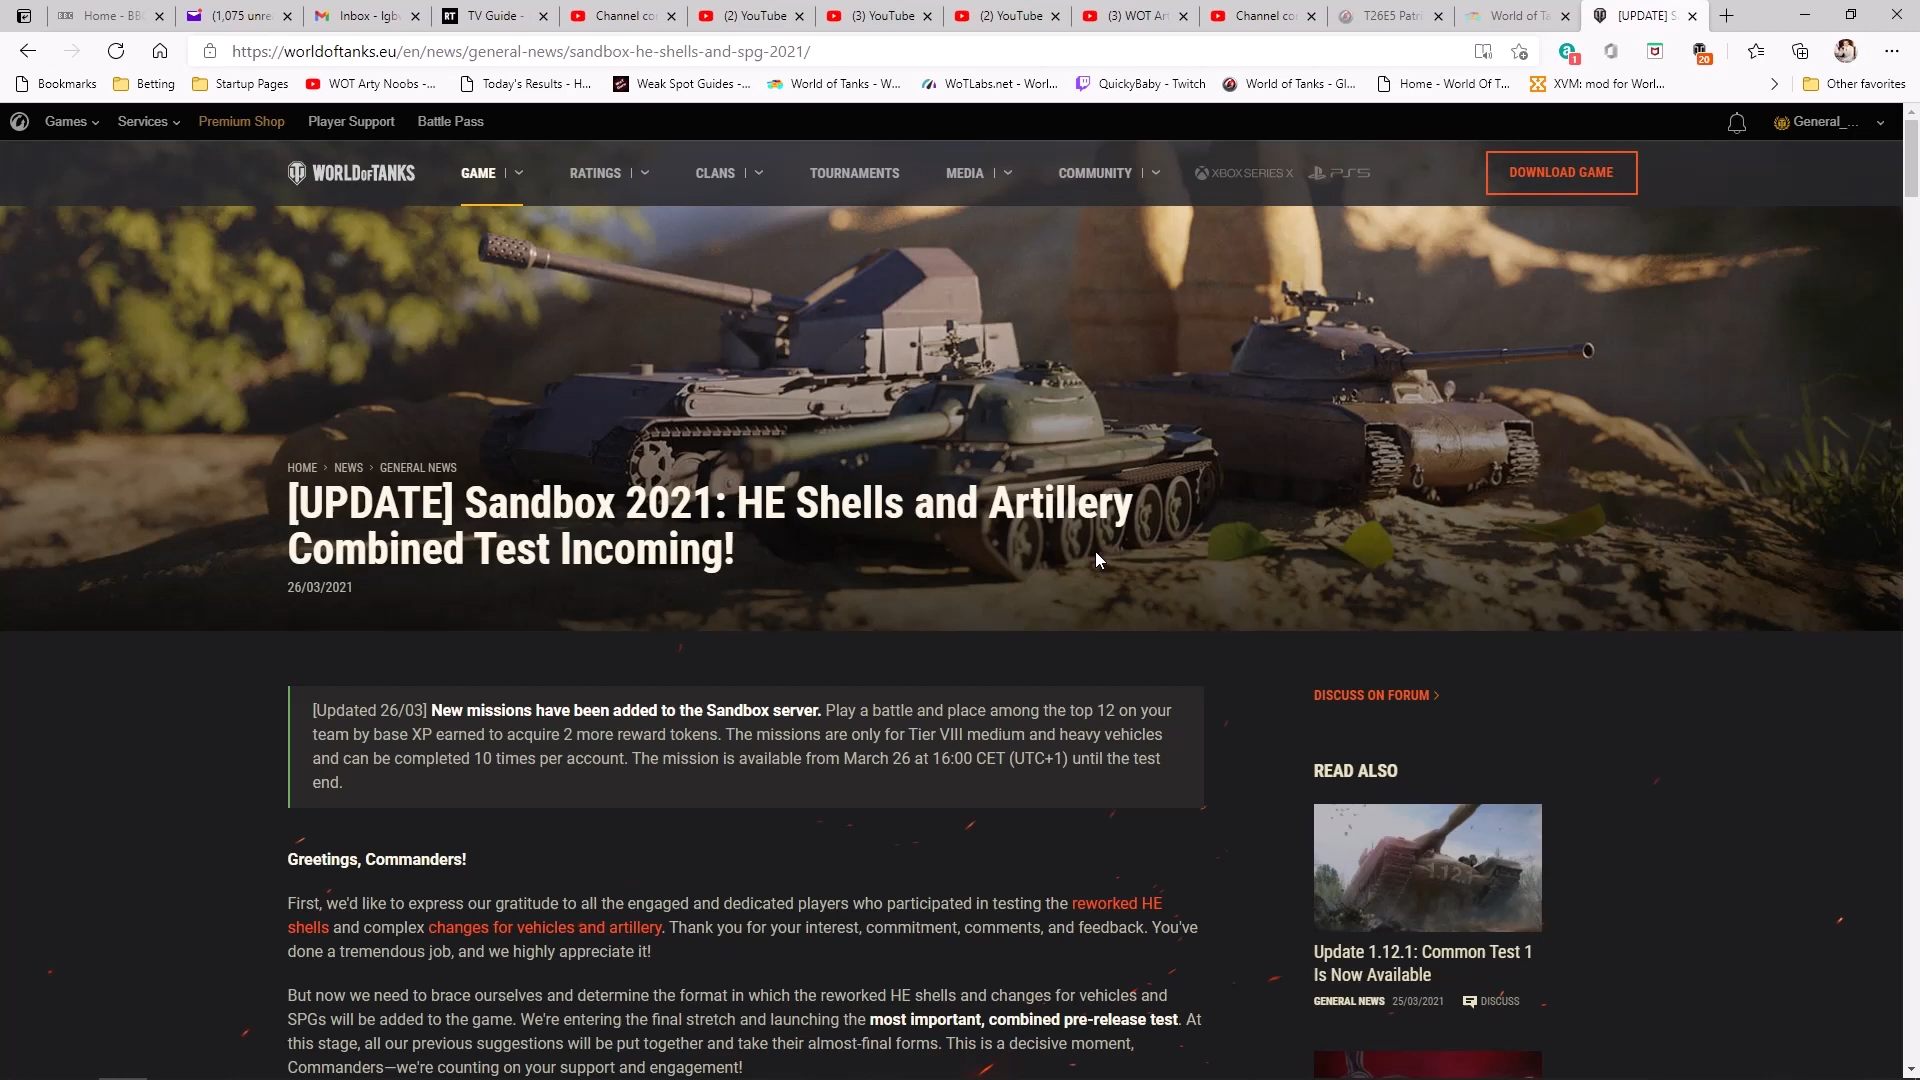 Home - BB
(1,075 unre
Inbox - lgb
TV Guide -
Channel co
(2) YouTube
(3) YouTube
(2) YouTube
(3) WOT Ar
Channel co
T26E5 Patri
World of Ta
[UPDATE] S
https://worldoftanks.eu/en/news/general-news/sandbox-he-shells-and-spg-2021/
1
20
Bookmarks
Betting
Startup Pages
WOT Arty Noobs -...
Today's Results - H...
Weak Spot Guides -...
World of Tanks - W...
WoTLabs.net - Worl...
QuickyBaby - Twitch
World of Tanks - Gl...
Home - World Of T...
XVM: mod for Worl...
Other favorites
Games
Services
Premium Shop
Player Support
Battle Pass
General_...
WORLD OF TANKS
GAME
RATINGS
CLANS
TOURNAMENTS
MEDIA
COMMUNITY
XBOX SERIES X
PS5
DOWNLOAD GAME
HOME › NEWS › GENERAL NEWS
[UPDATE] Sandbox 2021: HE Shells and Artillery
Combined Test Incoming!
26/03/2021
[Updated 26/03] New missions have been added to the Sandbox server. Play a battle and place among the top 12 on your
team by base XP earned to acquire 2 more reward tokens. The missions are only for Tier VIII medium and heavy vehicles
and can be completed 10 times per account. The mission is available from March 26 at 16:00 CET (UTC+1) until the test
end.
Greetings, Commanders!
First, we'd like to express our gratitude to all the engaged and dedicated players who participated in testing the reworked HE
shells and complex changes for vehicles and artillery. Thank you for your interest, commitment, comments, and feedback. You've
done a tremendous job, and we highly appreciate it!
But now we need to brace ourselves and determine the format in which the reworked HE shells and changes for vehicles and
SPGs will be added to the game. We're entering the final stretch and launching the most important, combined pre-release test. At
this stage, all our previous suggestions will be put together and take their almost-final forms. This is a decisive moment,
Commanders—we're counting on your support and engagement!
DISCUSS ON FORUM ›
READ ALSO
1.12.1
Update 1.12.1: Common Test 1
Is Now Available
GENERAL NEWS 25/03/2021 DISCUSS